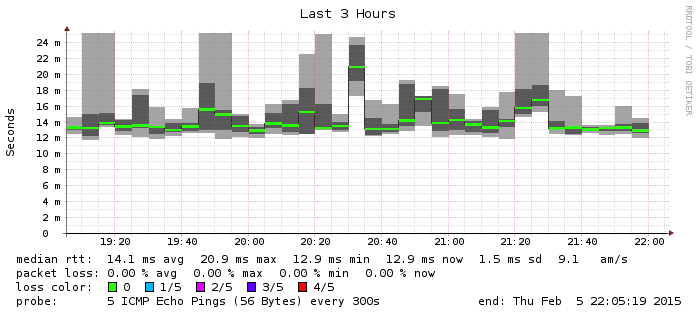 Last 3 Hours
RRDTOOL / TOBI OETIKER
Seconds
24 m
22 m
20 m
18 m
16 m
14 m
12 m
10 m
8 m
6 m
4 m
2 m
0
19:20 19:40 20:00 20:20 20:40 21:00 21:20 21:40 22:00
median rtt: 14.1 ms avg 20.9 ms max 12.9 ms min 12.9 ms now 1.5 ms sd 9.1 am/s
packet loss: 0.00 % avg 0.00 % max 0.00 % min 0.00 % now
loss color: 0 1/5 2/5 3/5 4/5
probe: 5 ICMP Echo Pings (56 Bytes) every 300s end: Thu Feb 5 22:05:19 2015